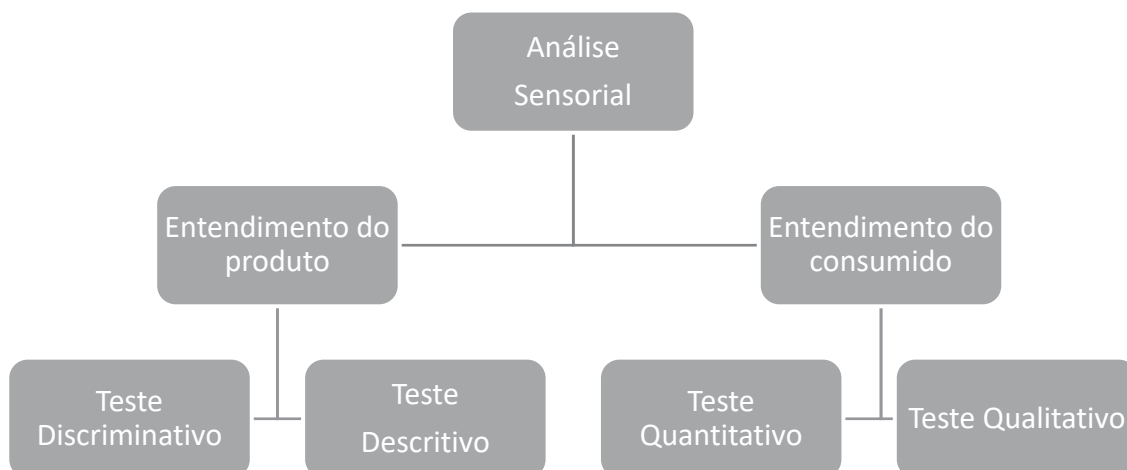 Análise
Sensorial
Entendimento do
produto
Entendimento do
consumido
Teste
Discriminativo
Teste
Descritivo
Teste
Quantitativo
Teste Qualitativo